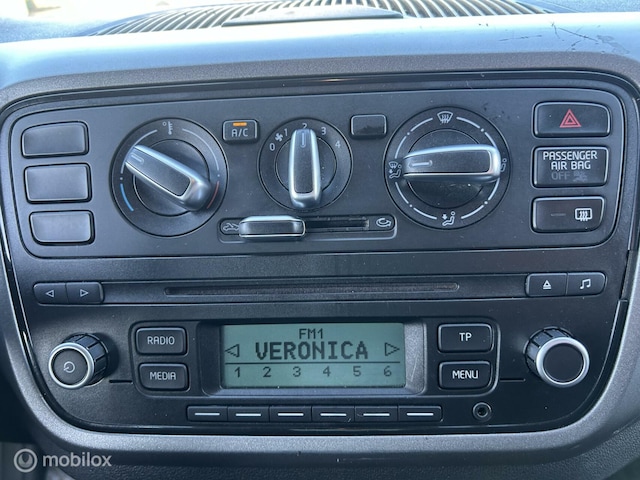 0 1 2 3 4
A/C
PASSENGER
AIR BAG
OFF
RADIO
MEDIA
FM1
VERONICA
1 2 3 4 5 6
TP
MENU
mobilox